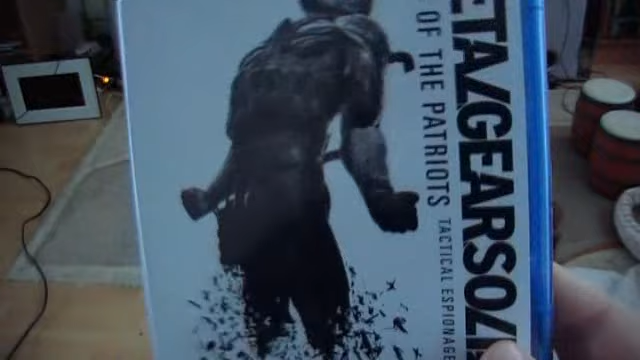 ETALGEARSOLI
OF THE PATRIOTS TACTICAL ESPIONAGE